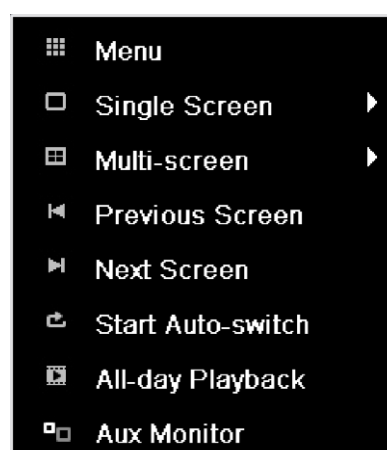 Menu
Single Screen
Multi-screen
Previous Screen
Next Screen
Start Auto-switch
All-day Playback
Aux Monitor